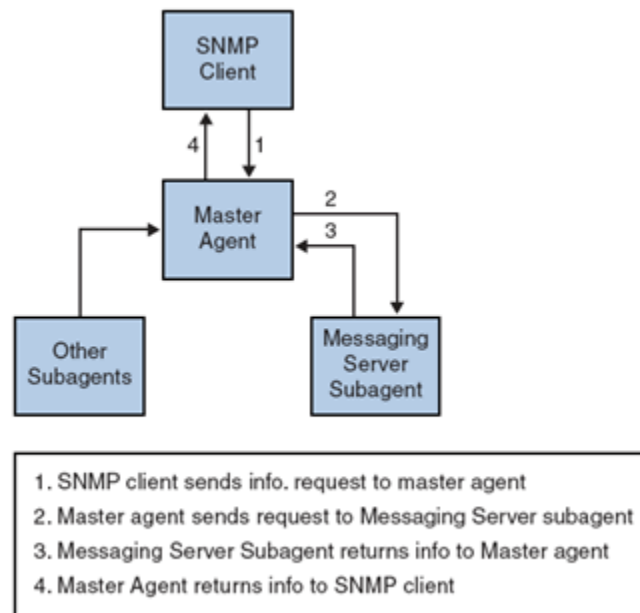 SNMP
Client
4
1
Master
Agent
2
3
Other
Subagents
Messaging
Server
Subagent
1. SNMP client sends info. request to master agent
2. Master agent sends request to Messaging Server subagent
3. Messaging Server Subagent returns info to Master agent
4. Master Agent returns info to SNMP client